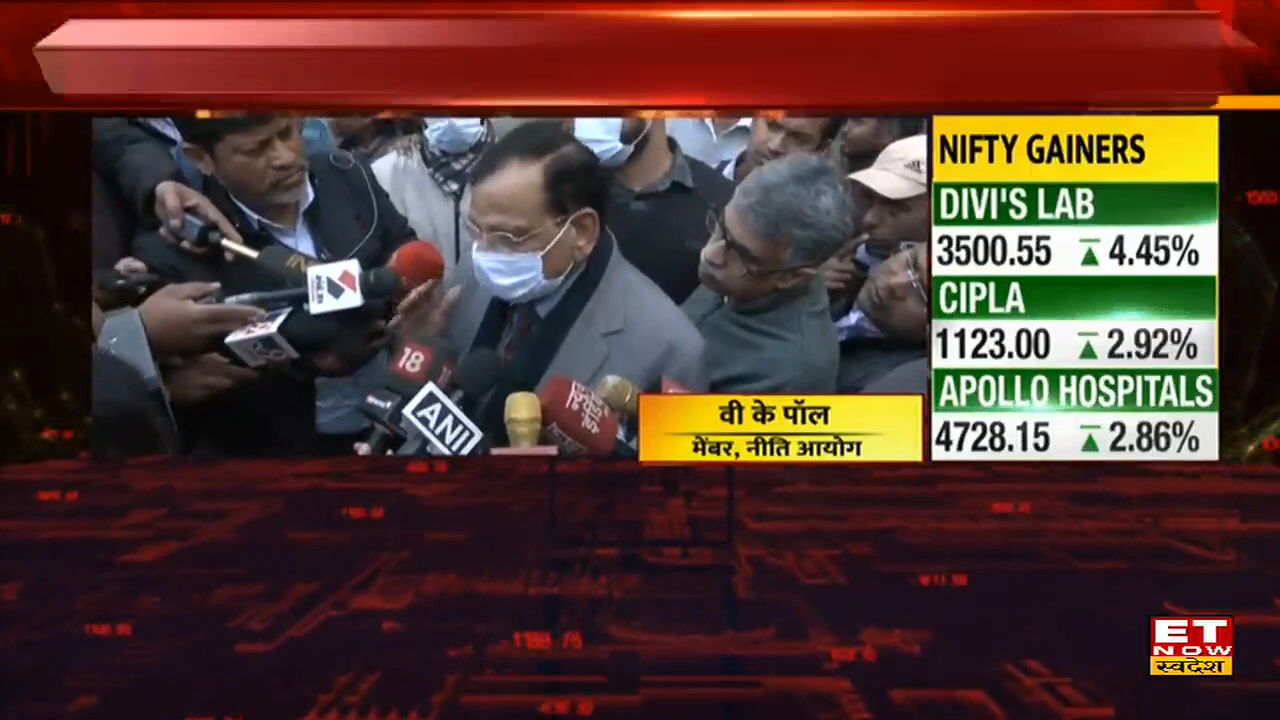 NIFTY GAINERS
DIVI'S LAB
3500.55 4.45%
CIPLA
1123.00 2.92%
APOLLO HOSPITALS
4728.15 2.86%
18
ANI
वी के पॉल
मेंबर, नीति आयोग
ET
NOW
स्वदेश